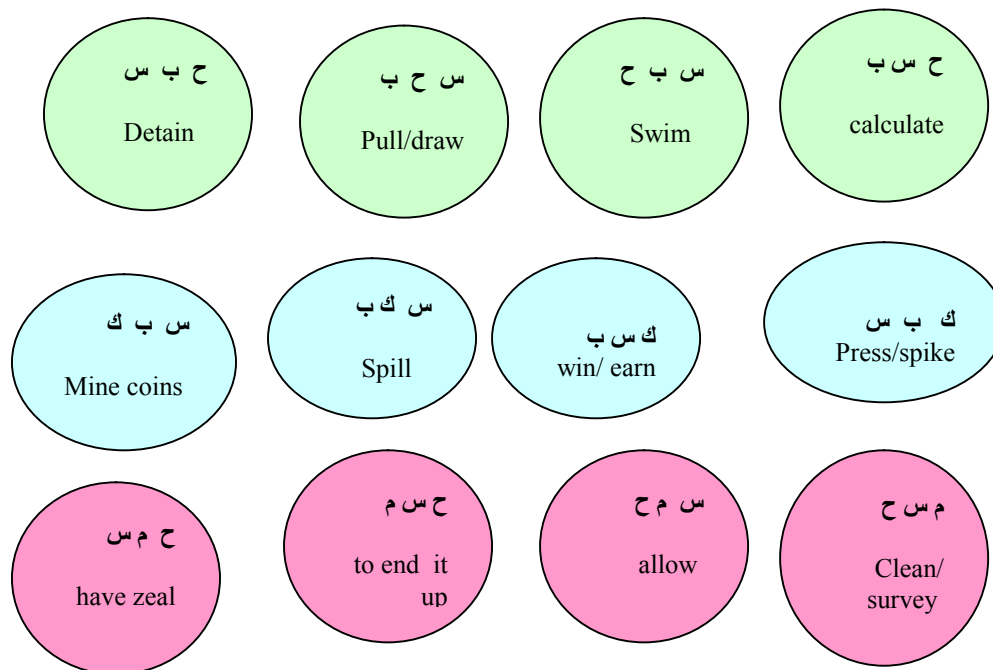 ح ب س
Detain
س ح ب
Pull/draw
س ب ح
Swim
ح س ب
calculate
س ب ك
Mine coins
س ك ب
Spill
ك س ب
win/ earn
ك ب س
Press/spike
ح م س
have zeal
ح س م
to end it
up
س م ح
allow
م س ح
Clean/
survey